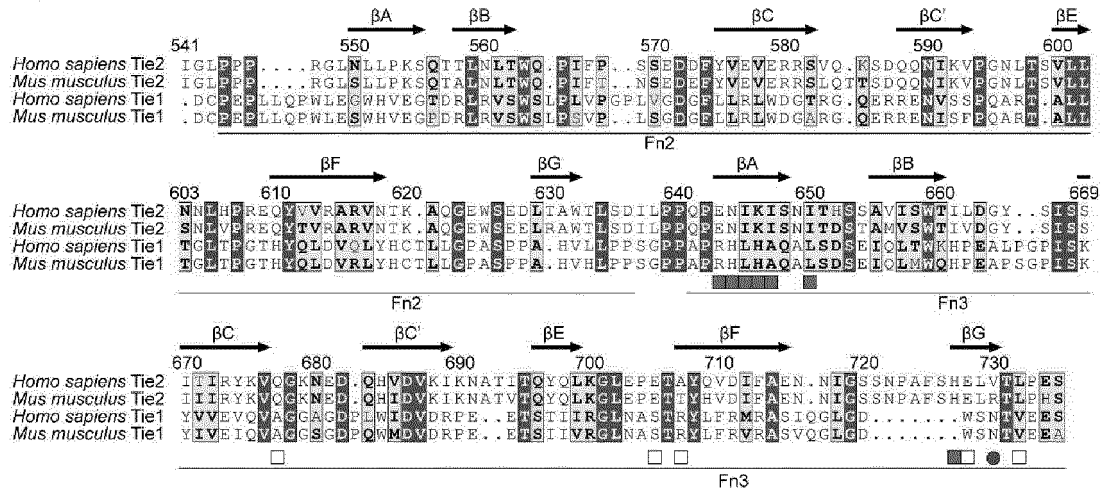 βA βB βC βC' βE
541 550 560 570 580 590 600
Homo sapiens Tie2 IGLPPP....RGLNLLPKSQTTLNLTWQ.PIFP..SSEDDFYVEVERRSVQ.KSDQQNIKVPGNLTSVLL
Mus musculus Tie2 IGLPPP....RGLSLLPKSQTALNLTWQ.PIFT..NSEDEFYVEVERRSLQTTSDQQNIKVPGNLTSVLL
Homo sapiens Tie1 .DCPEPLLQPWLEGWHVEGTDRLRVSWSLPLVPGPLVGDGFLLRLWDGTRG.QERRENVSSPQART.ALL
Mus musculus Tie1 .DCPEPLLQPWLESWHVEGPDRLRVSWSLPSVP..LSGDGFLLRLWDGARG.QERRENISFPQART.ALL
Fn2
βF βG βA βB
603 610 620 630 640 650 660 669
Homo sapiens Tie2 NNLHPREQYVVRARVNTK.AQGEWSEDLTAWTLSDILPPQPENIKISNITHSSAVISWTILDGY..SISS
Mus musculus Tie2 SNLVPREQYTVRARVNTK.AQGEWSEELRAWTLSDILPPQPENIKISNITDSTAMVSWTIVDGY..SISS
Homo sapiens Tie1 TGLTPGTHYQLDVQLYHCTLLGPASPPA.HVLLPPSGPPAPRHLHAQALSDSEIQLTWKHPEALPGPISK
Mus musculus Tie1 TGLTPGTHYQLDVRLYHCTLLGPASPPA.HVHLPPSGPPAPRHLHAQALSDSEIQLMWQHPEAPSGPISK
Fn2 Fn3
βC βC' βE βF βG
670 680 690 700 710 720 730
Homo sapiens Tie2 ITIRYKVQGKNED.QHVDVKIKNATITQYQLKGLEPETAYQVDIFAEN.NIGSSNPAFSHELVTLPES
Mus musculus Tie2 IIIRYKVQGKNED.QHIDVKIKNATVTQYQLKGLEPETTYHVDIFAEN.NIGSSNPAFSHELRTLPHS
Homo sapiens Tie1 YVVEVQVAGGAGDPLWIDVDRPE..ETSTIIRGLNASTRYLFRMRASIQGLGD.......WSNTVEES
Mus musculus Tie1 YIVEIQVAGGSGDPQWMDVDRPE..ETSIIVRGLNASTRYLFRVRASVQGLGD.......WSNTVEEA
Fn3